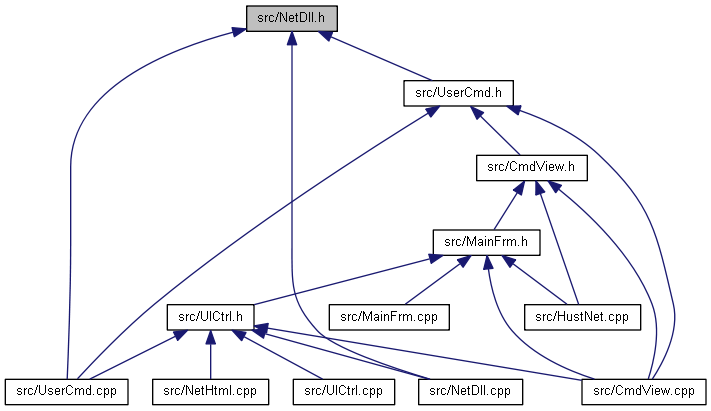 src/NetDll.h
src/UserCmd.h
src/CmdView.h
src/MainFrm.h
src/UICtrl.h
src/MainFrm.cpp
src/HustNet.cpp
src/UserCmd.cpp
src/NetHtml.cpp
src/UICtrl.cpp
src/NetDll.cpp
src/CmdView.cpp